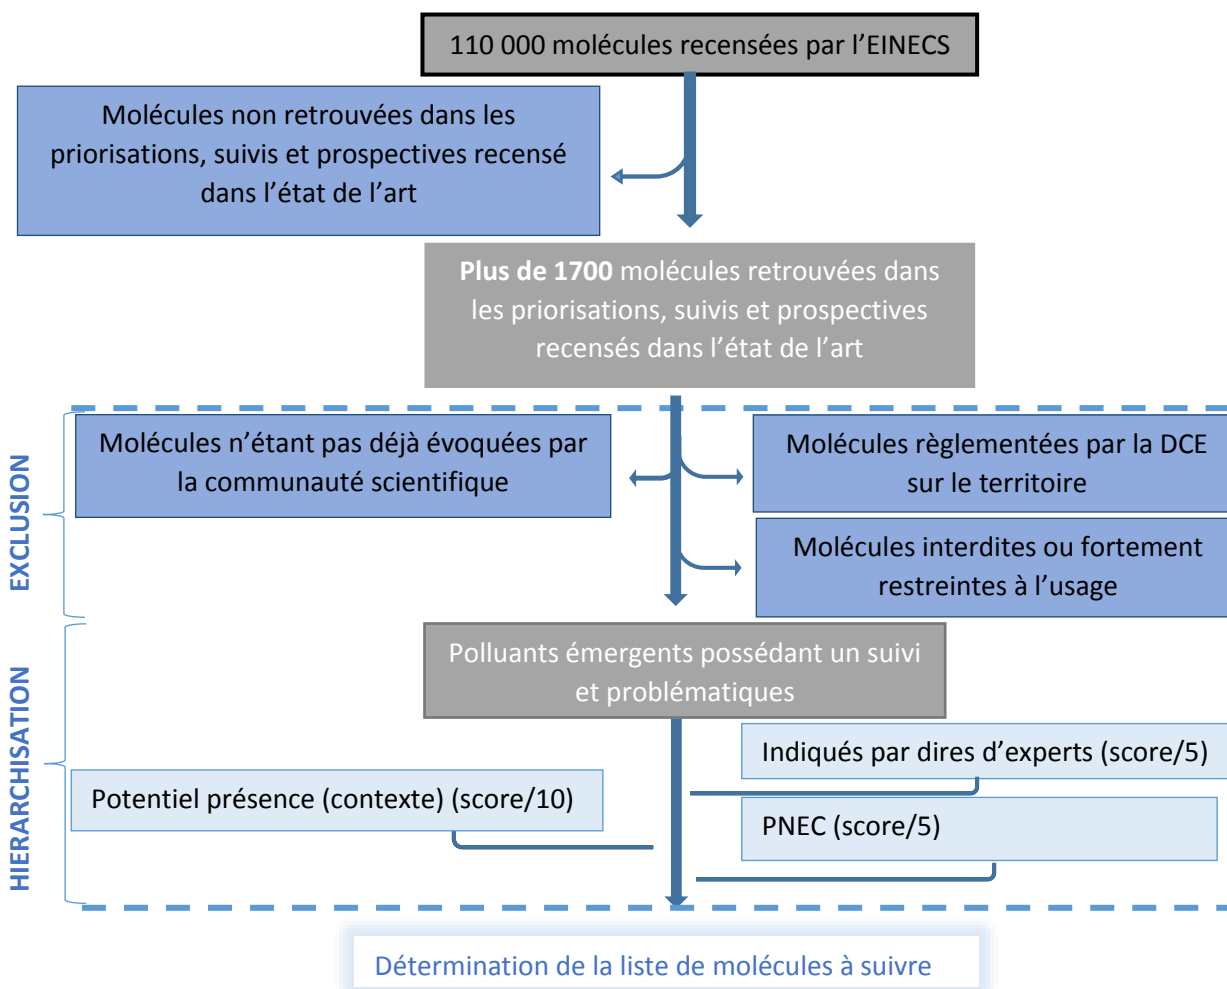 110 000 molécules recensées par l'EINECS
Molécules non retrouvées dans les
priorisations, suivis et prospectives recensé
dans l'état de l'art
Plus de 1700 molécules retrouvées dans
les priorisations, suivis et prospectives
recensés dans l'état de l'art
EXCLUSION
Molécules n'étant pas déjà évoquées par
la communauté scientifique
Molécules règlementées par la DCE
sur le territoire
Molécules interdites ou fortement
restreintes à l'usage
HIERARCHISATION
Polluants émergents possédant un suivi
et problématiques
Indiqués par dires d'experts (score/5)
Potentiel présence (contexte) (score/10)
PNEC (score/5)
Détermination de la liste de molécules à suivre